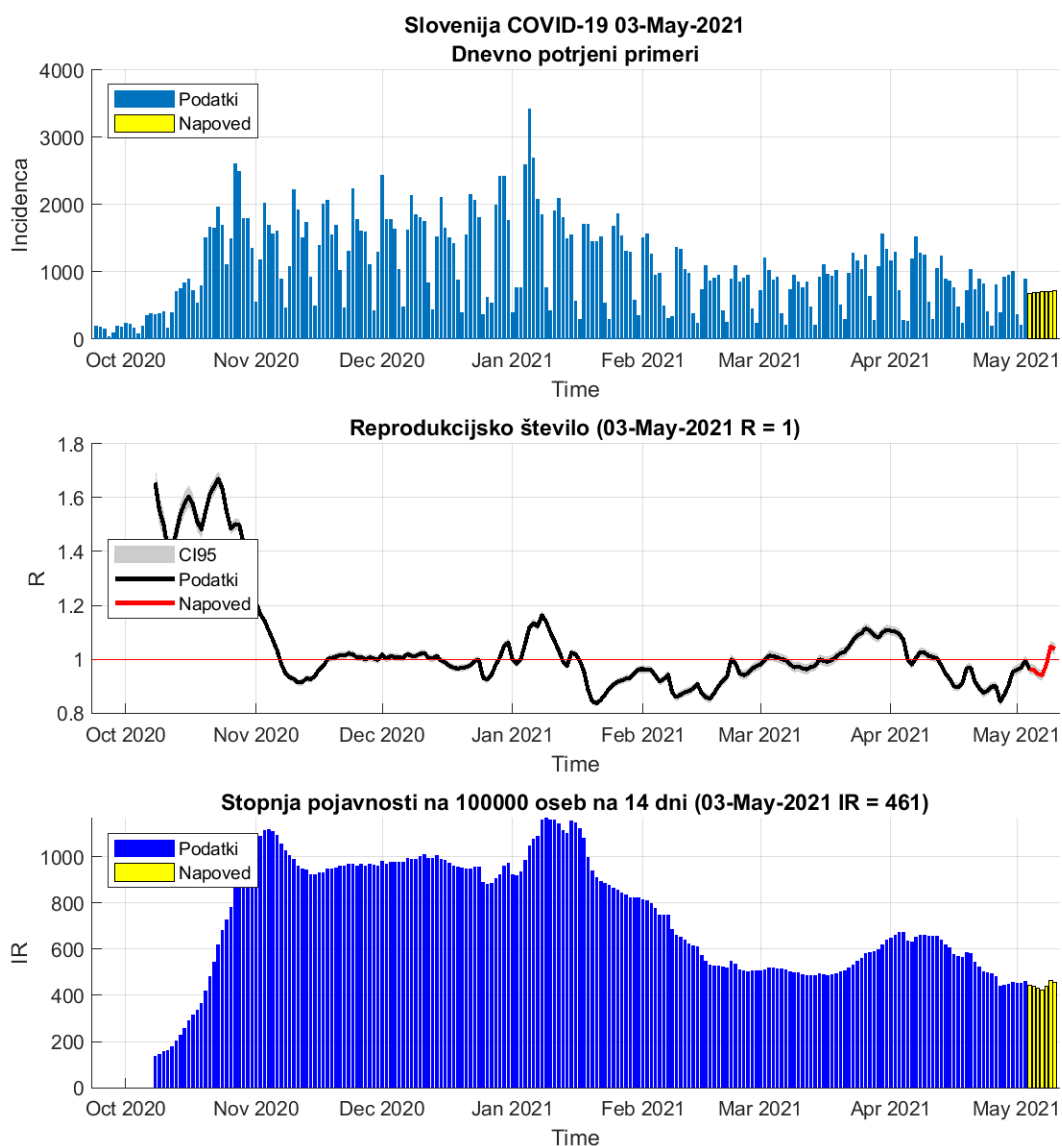 Slovenija COVID-19 03-May-2021
Dnevno potrjeni primeri
4000
3000
2000
1000
0
Incidenca
Podatki
Napoved
Oct 2020 Nov 2020 Dec 2020 Jan 2021 Feb 2021 Mar 2021 Apr 2021 May 2021
Time
Reprodukcijsko število (03-May-2021 R = 1)
1.8
1.6
1.4
1.2
1
0.8
R
CI95
Podatki
Napoved
Oct 2020 Nov 2020 Dec 2020 Jan 2021 Feb 2021 Mar 2021 Apr 2021 May 2021
Time
Stopnja pojavnosti na 100000 oseb na 14 dni (03-May-2021 IR = 461)
1000
800
600
400
200
0
IR
Podatki
Napoved
Oct 2020 Nov 2020 Dec 2020 Jan 2021 Feb 2021 Mar 2021 Apr 2021 May 2021
Time